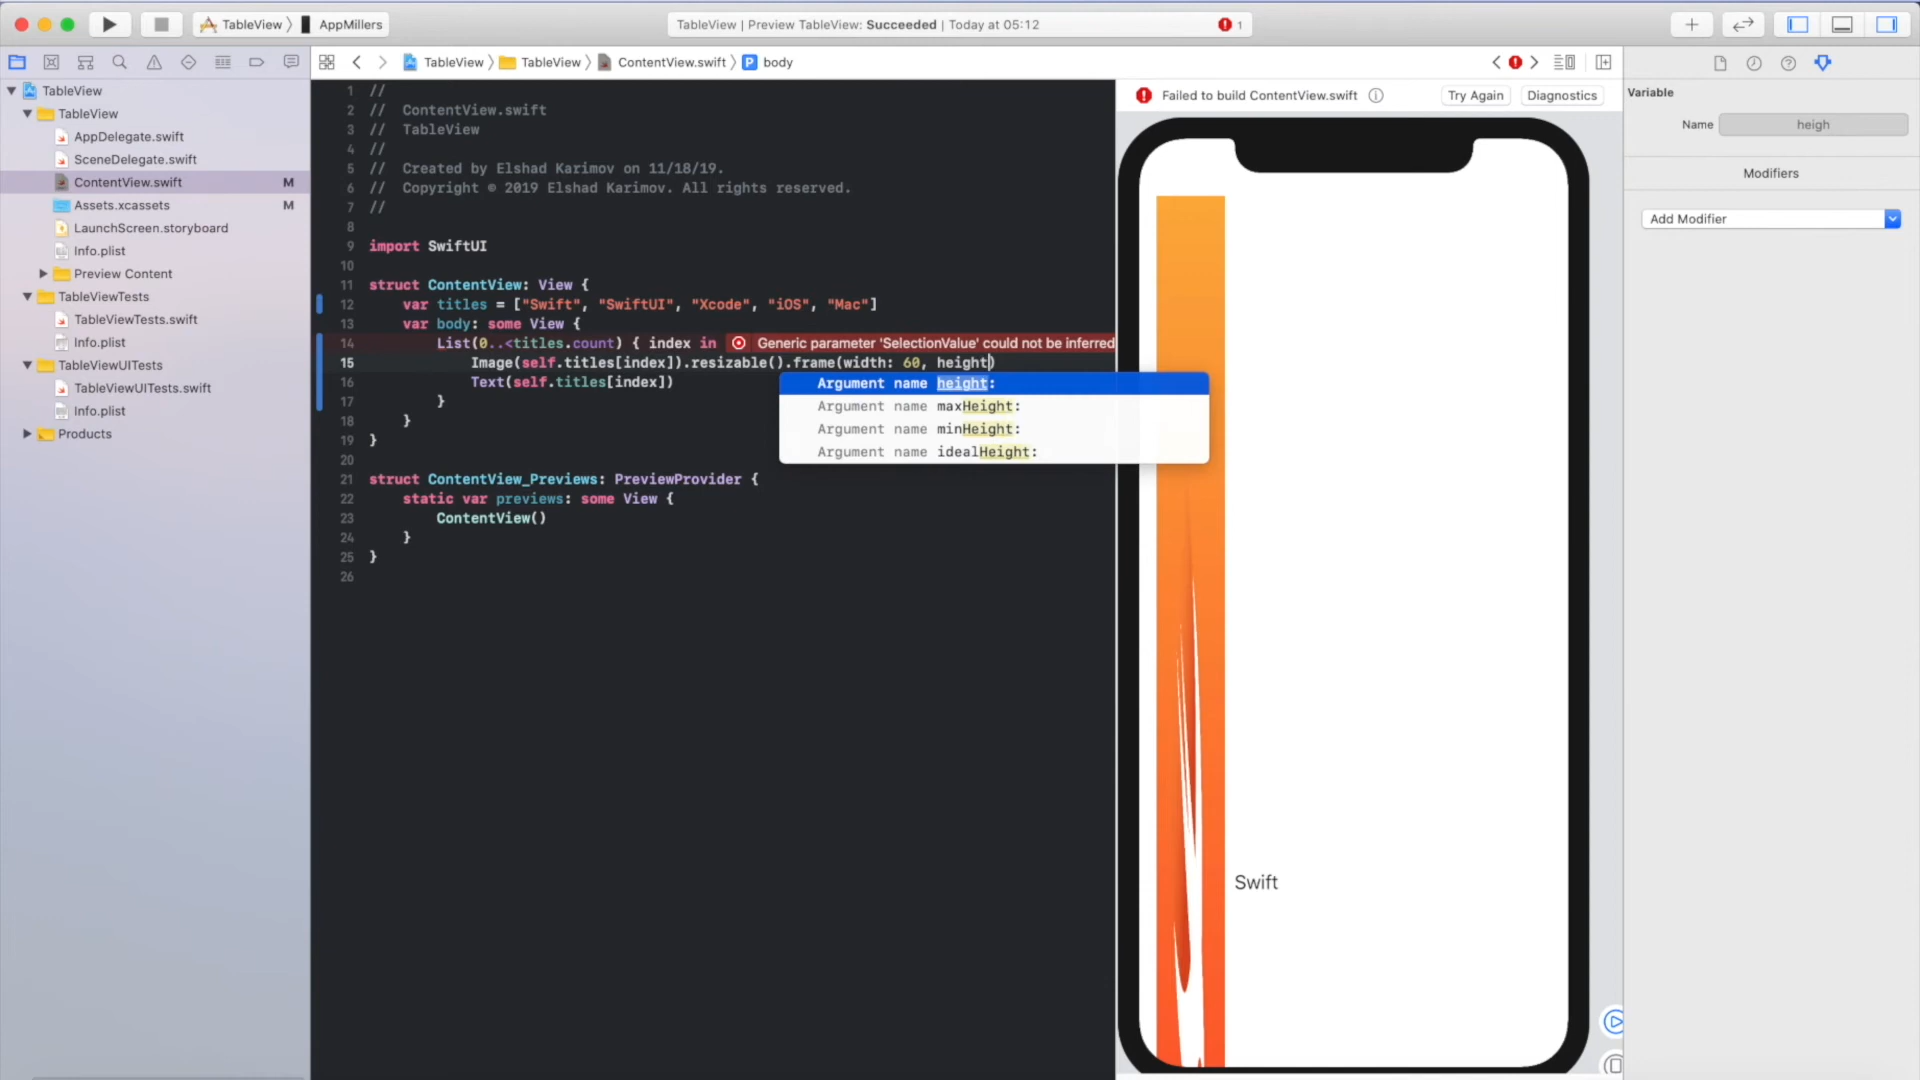 TableView 〉 AppMillers
TableView | Preview TableView: Succeeded | Today at 05:12
1
TableView 〉 TableView 〉 ContentView.swift 〉 P body
TableView
TableView
AppDelegate.swift
SceneDelegate.swift
ContentView.swift M
Assets.xcassets M
LaunchScreen.storyboard
Info.plist
Preview Content
TableViewTests
TableViewTests.swift
Info.plist
TableViewUITests
TableViewUITests.swift
Info.plist
Products
1 //
2 // ContentView.swift
3 // TableView
4 //
5 // Created by Elshad Karimov on 11/18/19.
6 // Copyright © 2019 Elshad Karimov. All rights reserved.
7 //
8
9 import SwiftUI
10
11 struct ContentView: View {
12 var titles = ["Swift", "SwiftUI", "Xcode", "iOS", "Mac"]
13 var body: some View {
14 List(0..<titles.count) { index in Generic parameter 'SelectionValue' could not be inferred
15 Image(self.titles[index]).resizable().frame(width: 60, height)
16 Text(self.titles[index])
17 }
18 }
19 }
20
21 struct ContentView_Previews: PreviewProvider {
22 static var previews: some View {
23 ContentView()
24 }
25 }
26
Argument name height:
Argument name maxHeight:
Argument name minHeight:
Argument name idealHeight:
Failed to build ContentView.swift
Try Again
Diagnostics
Swift
Variable
Name heigh
Modifiers
Add Modifier